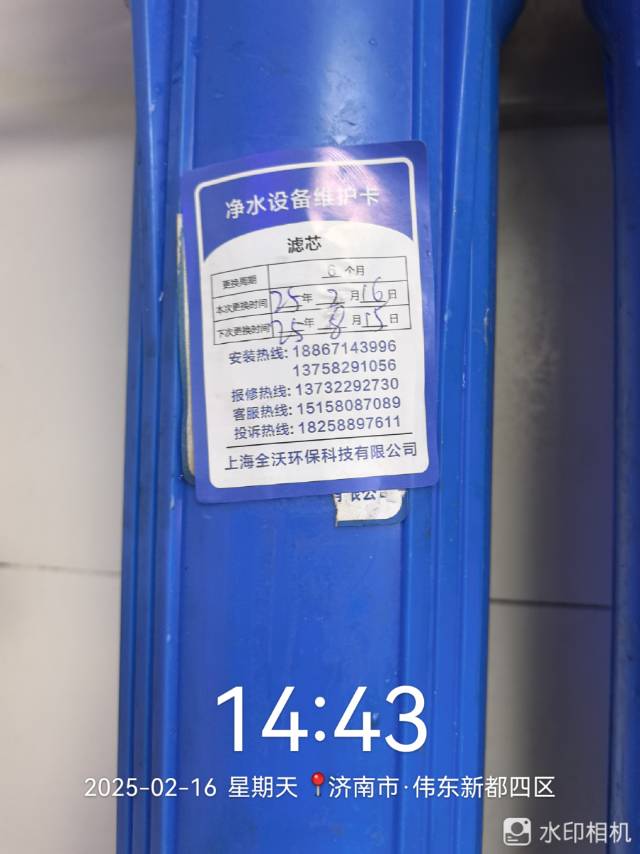 净水设备维护卡
滤芯
更换周期 6 个月
本次更换时间 25 年 2 月 16 日
下次更换时间 25 年 8 月 15 日
安装热线: 18867143996
13758291056
报修热线: 13732292730
客服热线: 15158087089
投诉热线: 18258897611
上海全沃环保科技有限公司
有限公司
14:43
2025-02-16 星期天 济南市·伟东新都四区
水印相机